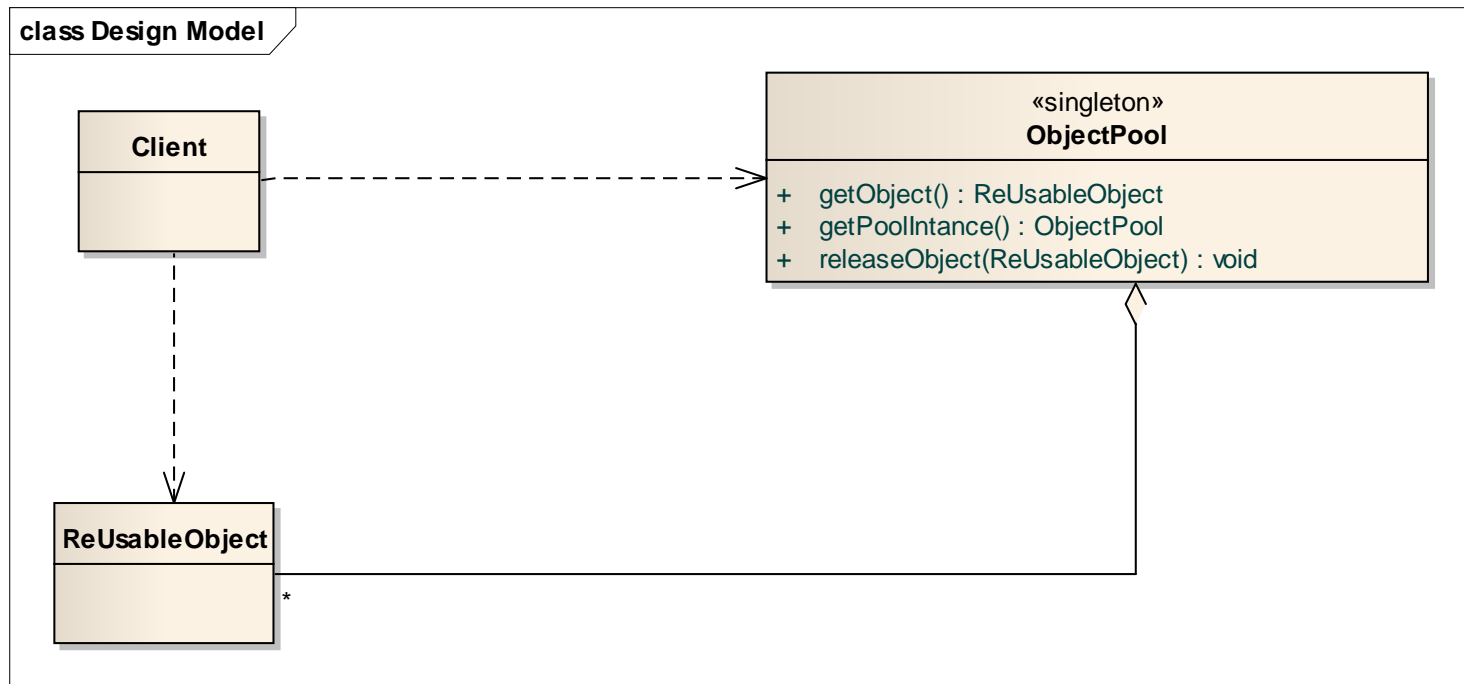 class Design Model
Client
«singleton»
ObjectPool
+ getObject() : ReUsableObject
+ getPoolIntance() : ObjectPool
+ releaseObject(ReUsableObject) : void
ReUsableObject
*